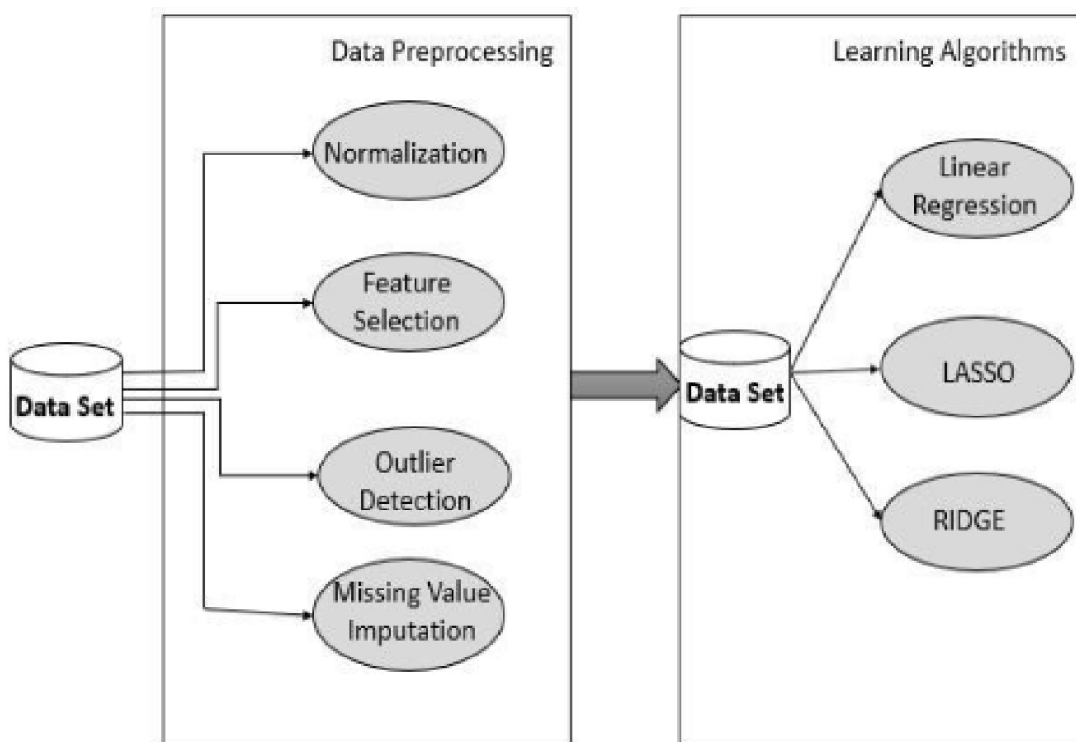 Data Preprocessing
Normalization
Feature
Selection
Data Set
Outlier
Detection
Missing Value
Imputation
Learning Algorithms
Linear
Regression
Data Set
LASSO
RIDGE